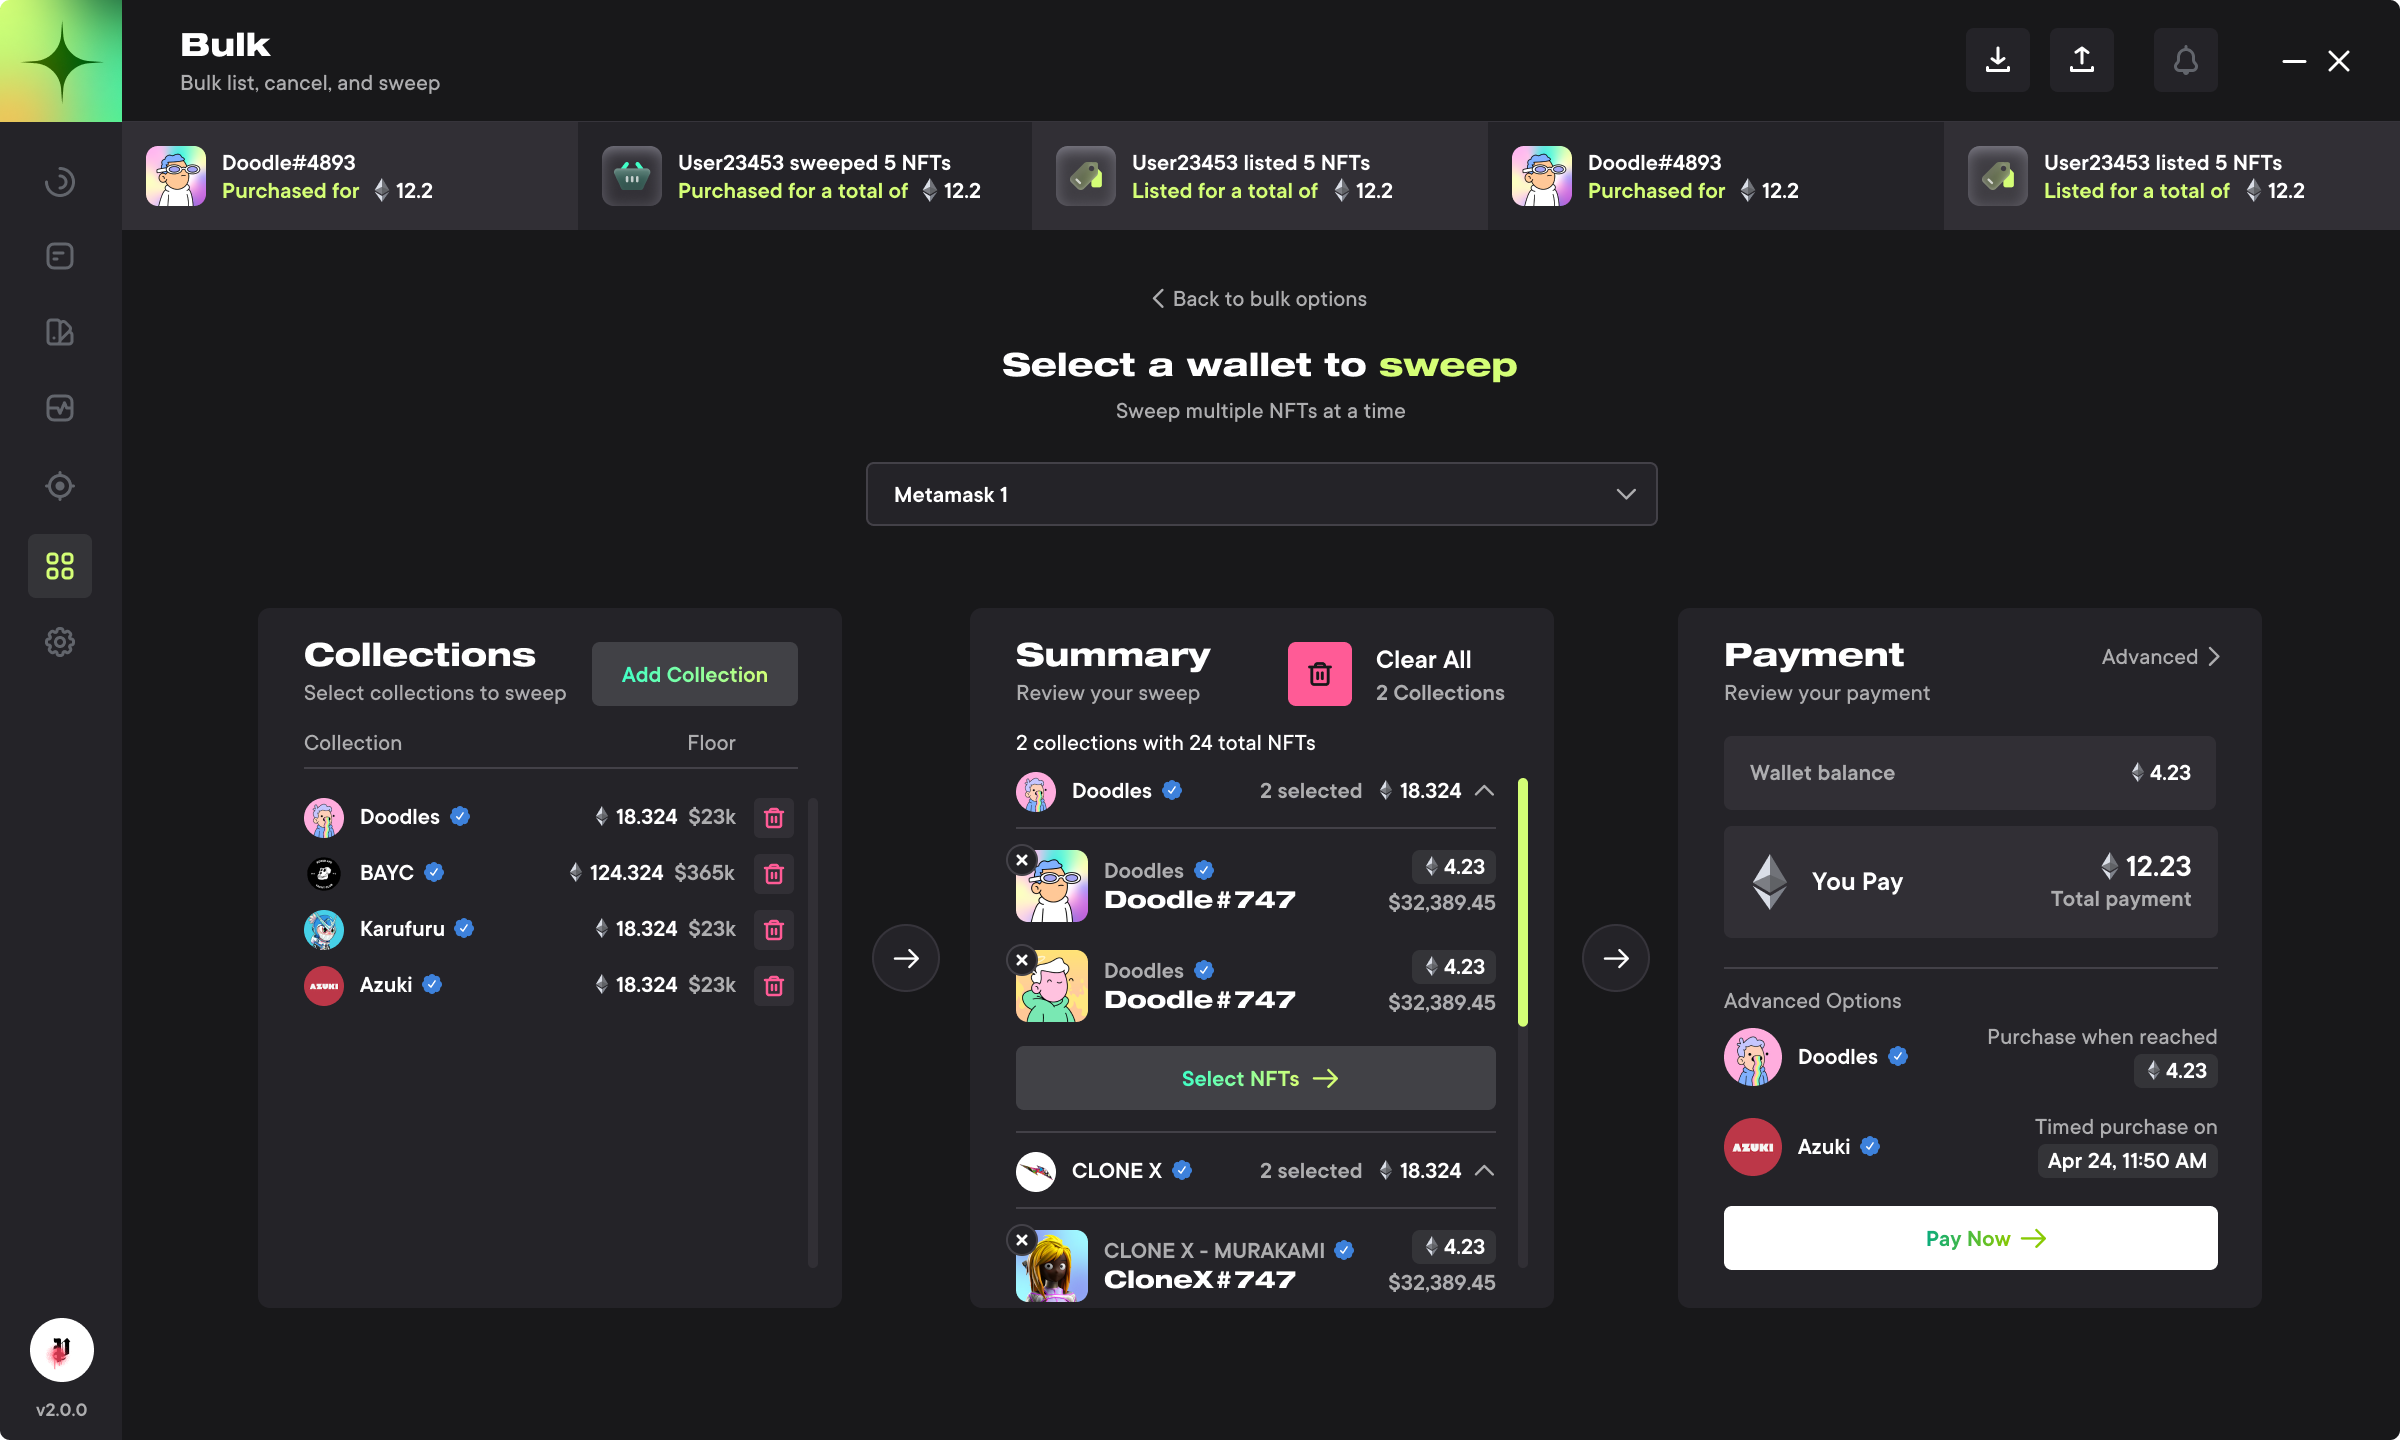 Bulk
Bulk list, cancel, and sweep
Doodle#4893
Purchased for 12.2
User23453 sweeped 5 NFTs
Purchased for a total of 12.2
User23453 listed 5 NFTs
Listed for a total of 12.2
Doodle#4893
Purchased for 12.2
User23453 listed 5 NFTs
Listed for a total of 12.2
Back to bulk options
Select a wallet to sweep
Sweep multiple NFTs at a time
Metamask 1
Collections
Select collections to sweep
Add Collection
Collection Floor
Doodles 18.324 $23k
BAYC 124.324 $365k
Karufuru 18.324 $23k
AZUKI
Azuki 18.324 $23k
Summary
Review your sweep
Clear All
2 Collections
2 collections with 24 total NFTs
Doodles 2 selected 18.324
Doodles 4.23
Doodle#747 $32,389.45
Doodles 4.23
Doodle#747 $32,389.45
Select NFTs
CLONE X 2 selected 18.324
CLONE X - MURAKAMI 4.23
CloneX#747 $32,389.45
Payment
Review your payment
Advanced
Wallet balance 4.23
You Pay 12.23
Total payment
Advanced Options
Doodles Purchase when reached
4.23
AZUKI
Azuki Timed purchase on
Apr 24, 11:50 AM
Pay Now
v2.0.0